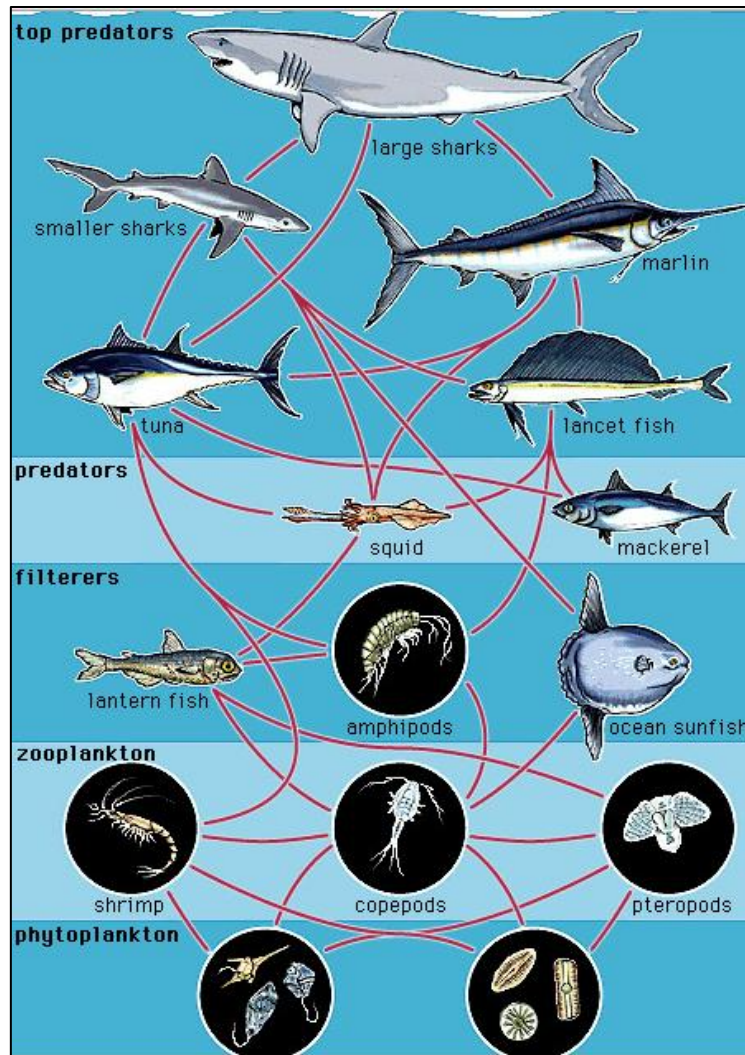 top predators
large sharks
smaller sharks
marlin
tuna
lancet fish
predators
squid
mackerel
filterers
lantern fish
amphipods
ocean sunfish
zooplankton
shrimp
copepods
pteropods
phytoplankton